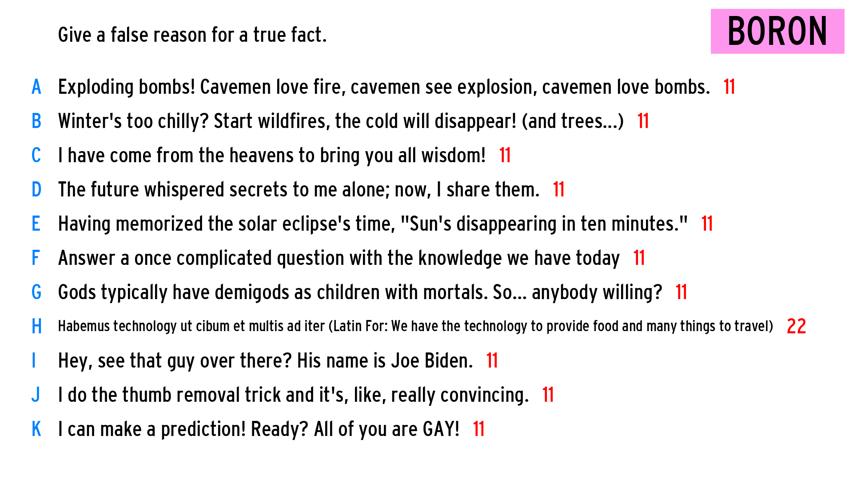 Give a false reason for a true fact.
BORON
A Exploding bombs! Cavemen love fire, cavemen see explosion, cavemen love bombs. 11
B Winter's too chilly? Start wildfires, the cold will disappear! (and trees...) 11
C I have come from the heavens to bring you all wisdom! 11
D The future whispered secrets to me alone; now, I share them. 11
E Having memorized the solar eclipse's time, "Sun's disappearing in ten minutes." 11
F Answer a once complicated question with the knowledge we have today 11
G Gods typically have demigods as children with mortals. So... anybody willing? 11
H Habemus technology ut cibum et multis ad iter (Latin For: We have the technology to provide food and many things to travel) 22
I Hey, see that guy over there? His name is Joe Biden. 11
J I do the thumb removal trick and it's, like, really convincing. 11
K I can make a prediction! Ready? All of you are GAY! 11